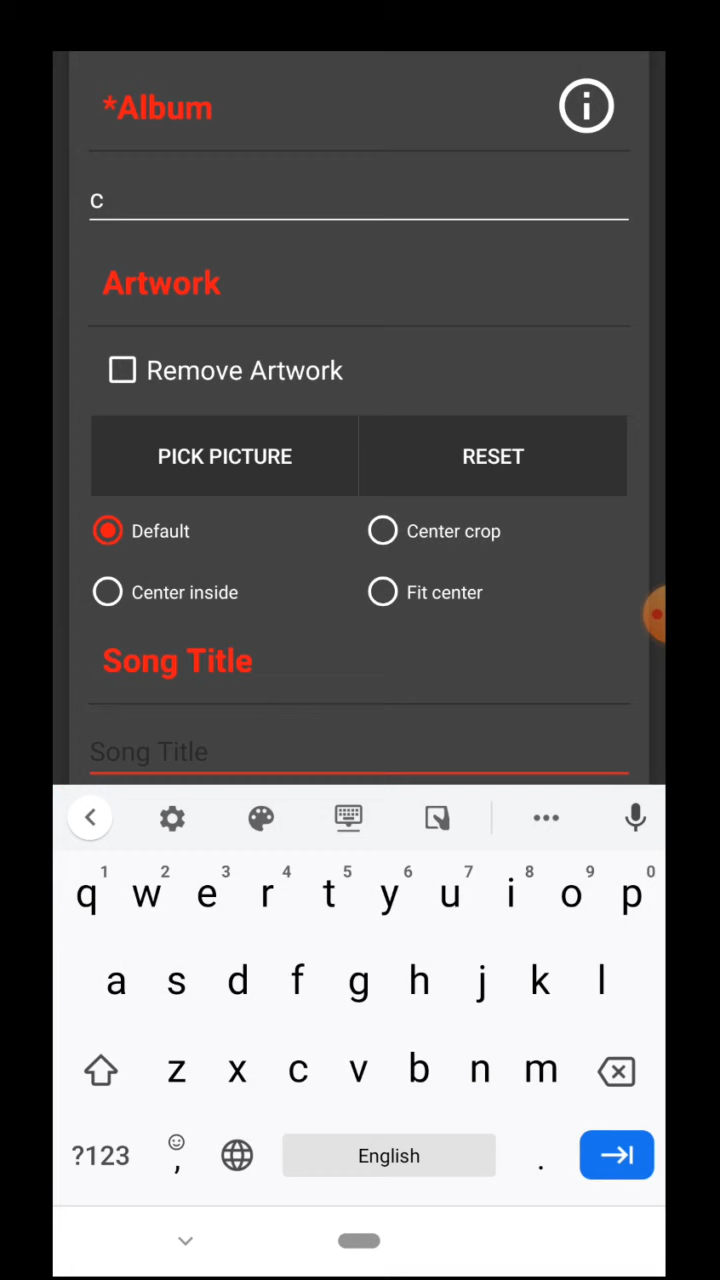 *Album
c
Artwork
Remove Artwork
PICK PICTURE RESET
Default Center crop
Center inside Fit center
Song Title
Song Title
1 2 3 4 5 6 7 8 9 0
q w e r t y u i o p
a s d f g h j k l
z x c v b n m
?123 , English .